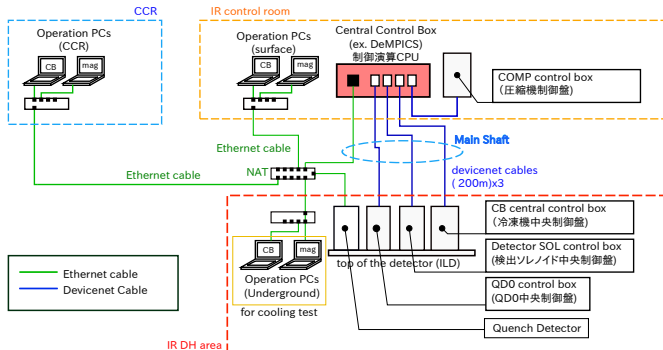 CCR
IR control room
Operation PCs
(CCR)
CB
mag
Operation PCs
(surface)
CB
mag
Central Control Box
(ex. DeMPICS)
制御演算CPU
COMP control box
(圧縮機制御盤)
Ethernet cable
Main Shaft
Ethernet cable
NAT
devicenet cables
(200m)x3
CB central control box
(冷凍機中央制御盤)
Detector SOL control box
(検出ソレノイド中央制御盤)
QD0 control box
(QD0中央制御盤)
Quench Detector
CB
mag
top of the detector (ILD)
Operation PCs
(Underground)
for cooling test
Ethernet cable
Devicenet Cable
IR DH area